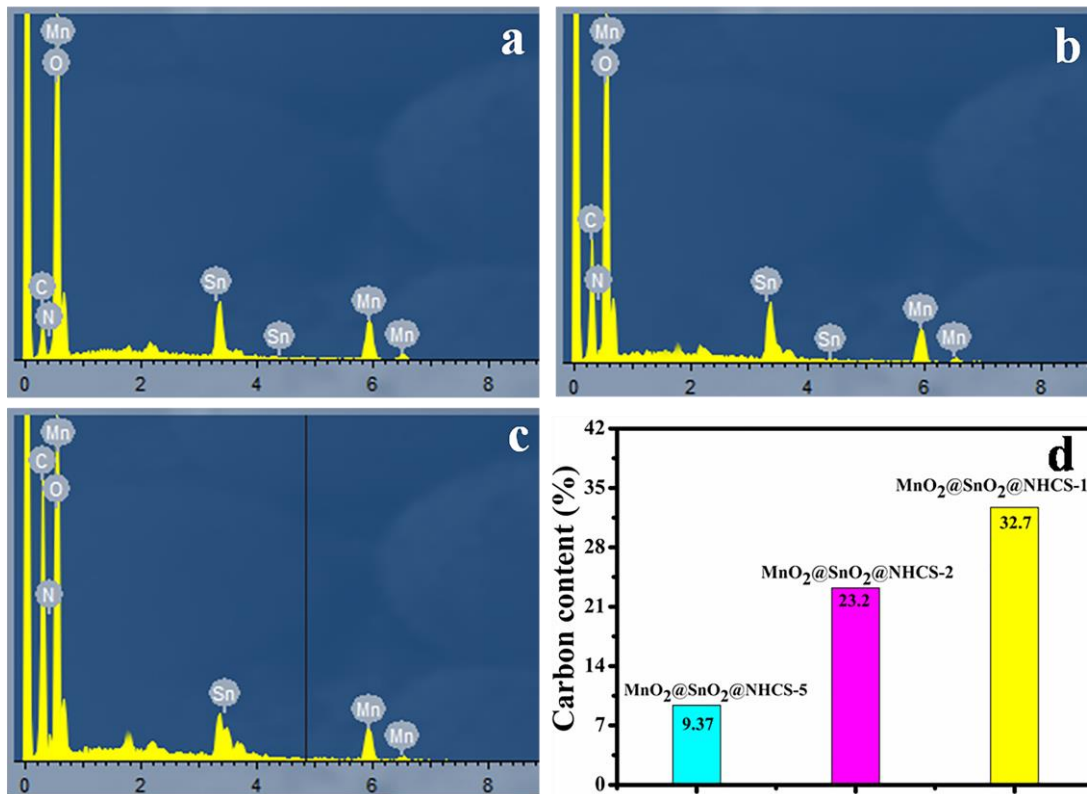 a
Mn
O
C
N
Sn
Sn
Mn
Mn
0 2 4 6 8
b
Mn
O
C
N
Sn
Sn
Mn
Mn
0 2 4 6 8
c
Mn
C
O
N
Sn
Mn
Mn
0 2 4 6 8
d
Carbon content (%)
42
35
28
21
14
7
0
MnO₂@SnO₂@NHCS-5
9.37
MnO₂@SnO₂@NHCS-2
23.2
MnO₂@SnO₂@NHCS-1
32.7